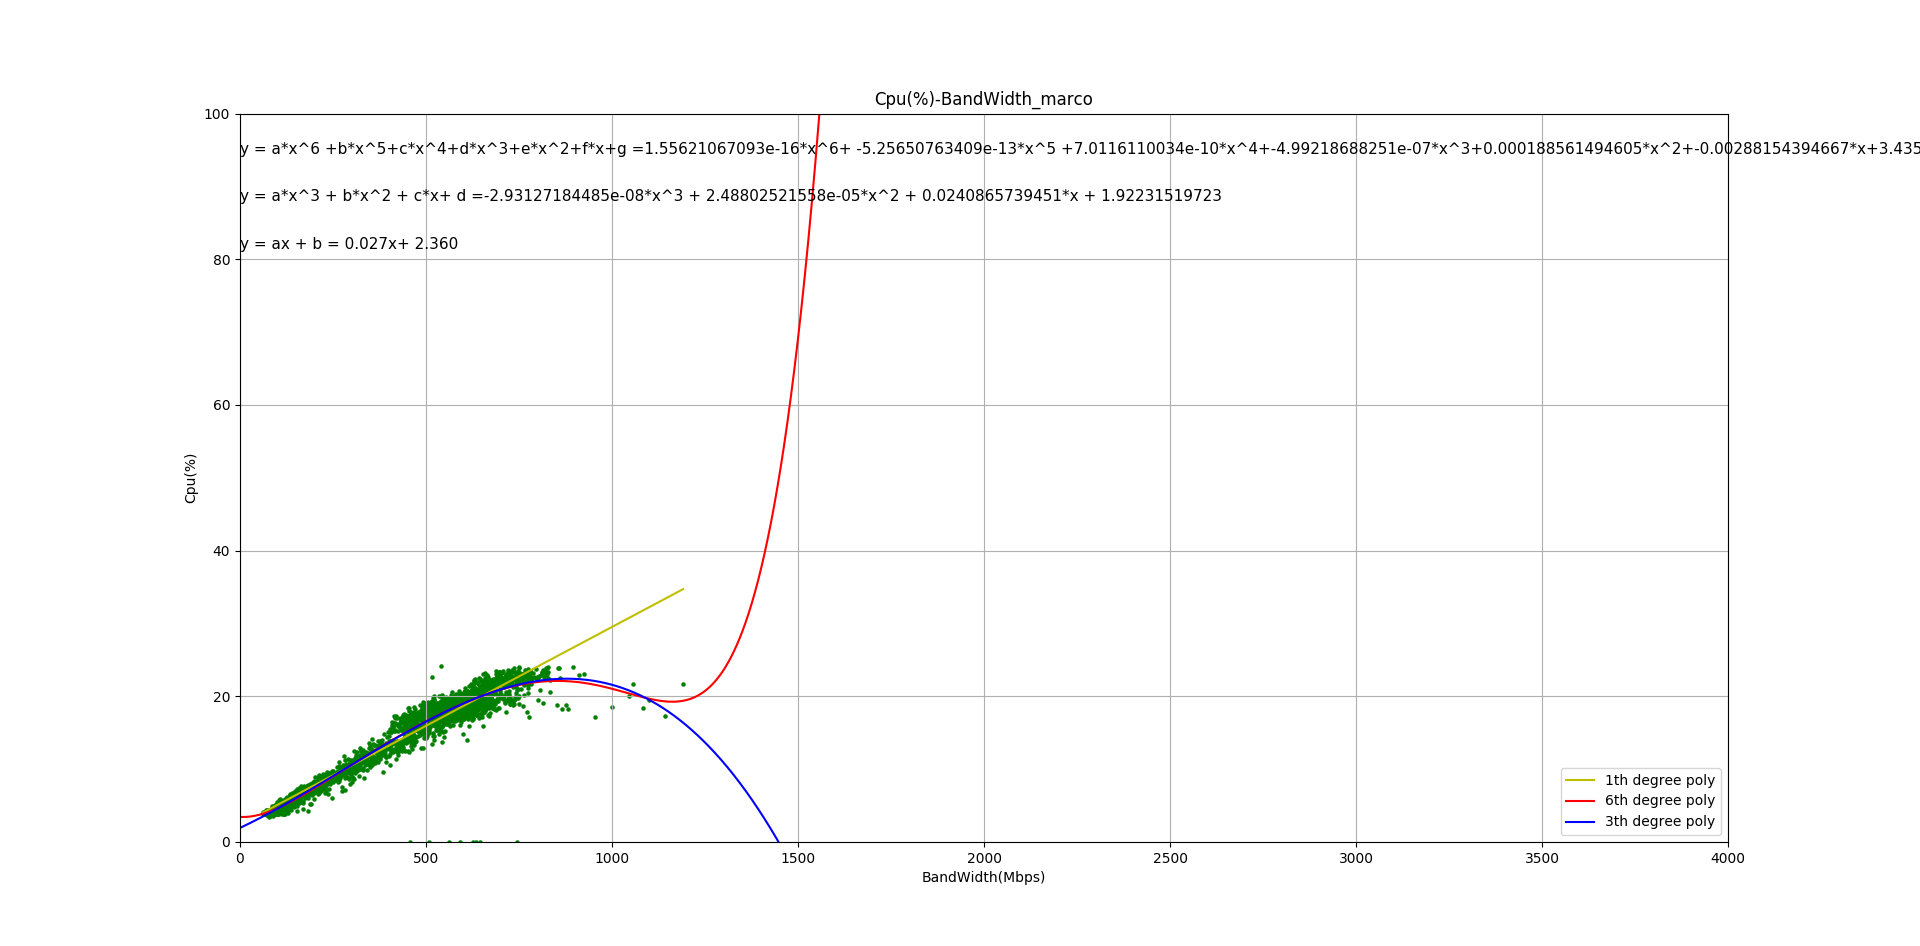 Cpu(%)-BandWidth_marco
100
y = a*x^6 +b*x^5+c*x^4+d*x^3+e*x^2+f*x+g =1.55621067093e-16*x^6+ -5.25650763409e-13*x^5 +7.0116110034e-10*x^4+-4.99218688251e-07*x^3+0.000188561494605*x^2+-0.00288154394667*x+3.435
y = a*x^3 + b*x^2 + c*x+ d =-2.93127184485e-08*x^3 + 2.48802521558e-05*x^2 + 0.0240865739451*x + 1.92231519723
y = ax + b = 0.027x+ 2.360
80
60
Cpu(%)
40
20
0
1th degree poly
6th degree poly
3th degree poly
0 500 1000 1500 2000 2500 3000 3500 4000
BandWidth(Mbps)